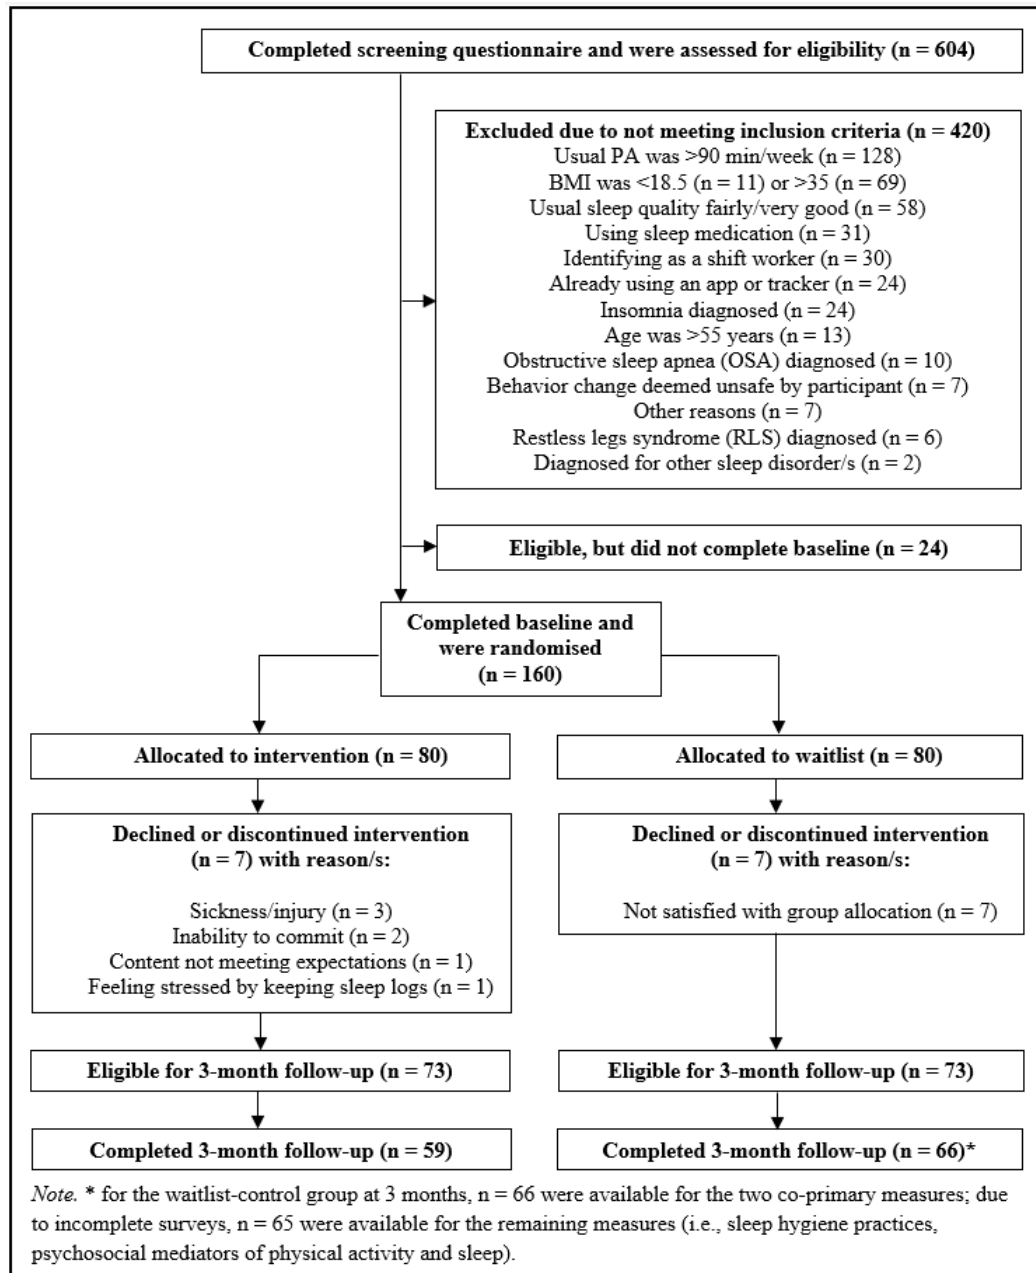 Completed screening questionnaire and were assessed for eligibility (n = 604)
Excluded due to not meeting inclusion criteria (n = 420)
Usual PA was >90 min/week (n = 128)
BMI was <18.5 (n = 11) or >35 (n = 69)
Usual sleep quality fairly/very good (n = 58)
Using sleep medication (n = 31)
Identifying as a shift worker (n = 30)
Already using an app or tracker (n = 24)
Insomnia diagnosed (n = 24)
Age was >55 years (n = 13)
Obstructive sleep apnea (OSA) diagnosed (n = 10)
Behavior change deemed unsafe by participant (n = 7)
Other reasons (n = 7)
Restless legs syndrome (RLS) diagnosed (n = 6)
Diagnosed for other sleep disorder/s (n = 2)
Eligible, but did not complete baseline (n = 24)
Completed baseline and
were randomised
(n = 160)
Allocated to intervention (n = 80)
Allocated to waitlist (n = 80)
Declined or discontinued intervention
(n = 7) with reason/s:
Sickness/injury (n = 3)
Inability to commit (n = 2)
Content not meeting expectations (n = 1)
Feeling stressed by keeping sleep logs (n = 1)
Declined or discontinued intervention
(n = 7) with reason/s:
Not satisfied with group allocation (n = 7)
Eligible for 3-month follow-up (n = 73)
Eligible for 3-month follow-up (n = 73)
Completed 3-month follow-up (n = 59)
Completed 3-month follow-up (n = 66)*
Note. * for the waitlist-control group at 3 months, n = 66 were available for the two co-primary measures; due
to incomplete surveys, n = 65 were available for the remaining measures (i.e., sleep hygiene practices,
psychosocial mediators of physical activity and sleep).